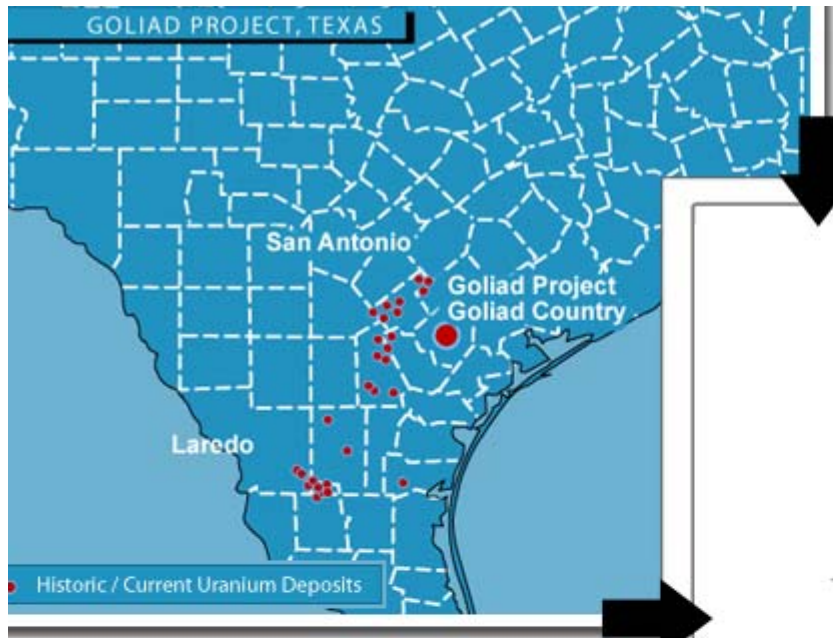 GOLIAD PROJECT, TEXAS
San Antonio
Goliad Project
Goliad Country
Laredo
Historic / Current Uranium Deposits